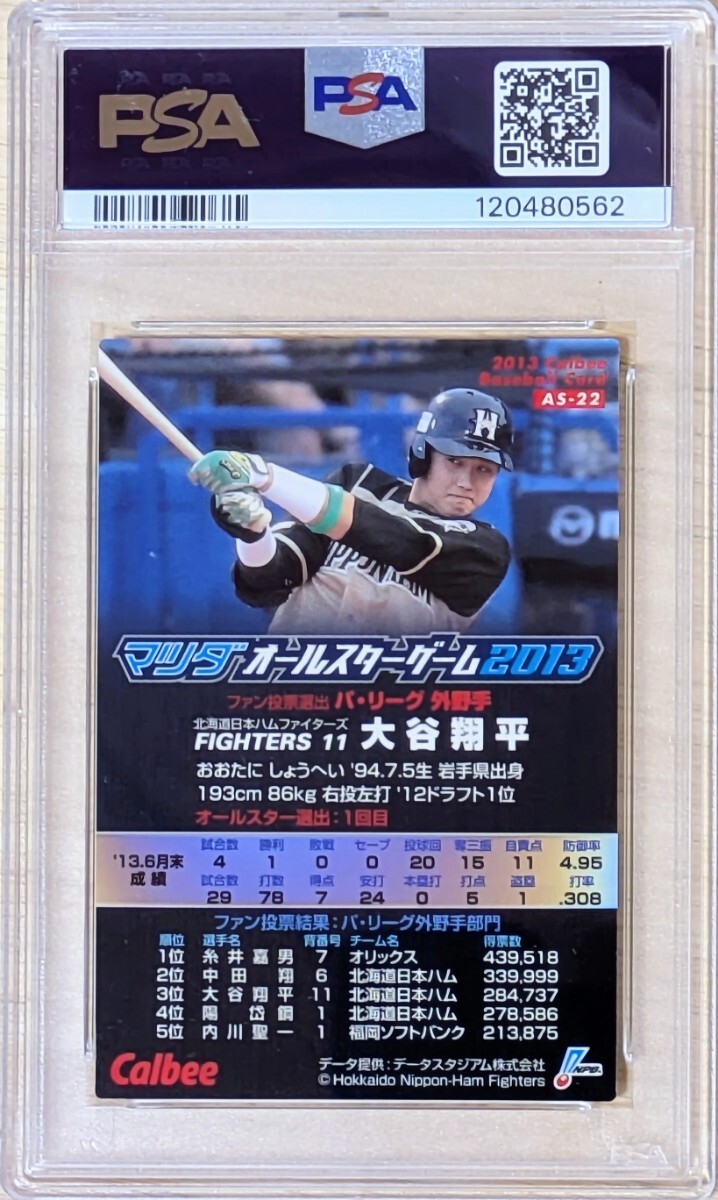 PSA
PSA
120480562
2013 Calbee
Baseball Card
AS-22
マツダオールスターゲーム2013
ファン投票選出 パ・リーグ 外野手
北海道日本ハムファイターズ
FIGHTERS 11 大谷翔平
おおたに しょうへい '94.7.5生 岩手県出身
193cm 86kg 右投左打 '12ドラフト1位
オールスター選出:1回目
試合数 勝利 敗戦 セーブ 投球回 奪三振 自責点 防御率
'13.6月末 4 1 0 0 20 15 11 4.95
成績 試合数 打数 得点 安打 本塁打 打点 盗塁 打率
29 78 7 24 0 5 1 .308
ファン投票結果:パ・リーグ外野手部門
順位 選手名 背番号 チーム名 得票数
1位 糸井嘉男 7 オリックス 439,518
2位 中田 翔 6 北海道日本ハム 339,999
3位 大谷翔平 11 北海道日本ハム 284,737
4位 陽 岱鋼 1 北海道日本ハム 278,586
5位 内川聖一 1 福岡ソフトバンク 213,875
Calbee
データ提供:データスタジアム株式会社
© Hokkaido Nippon-Ham Fighters
NPB